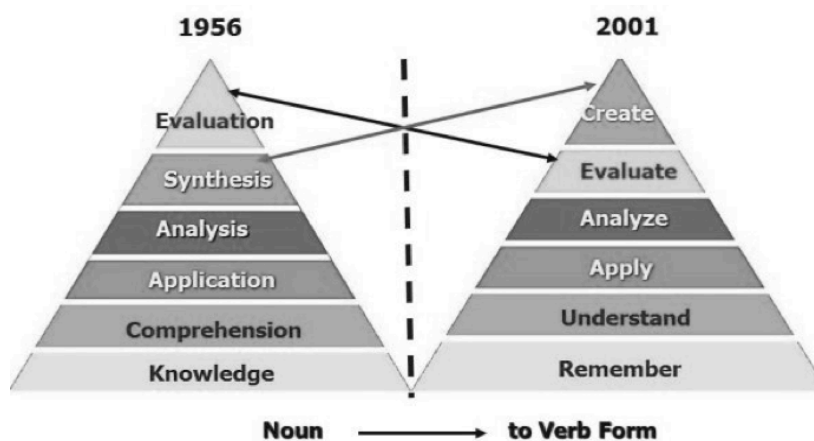 1956
Evaluation
Synthesis
Analysis
Application
Comprehension
Knowledge
2001
Create
Evaluate
Analyze
Apply
Understand
Remember
Noun to Verb Form